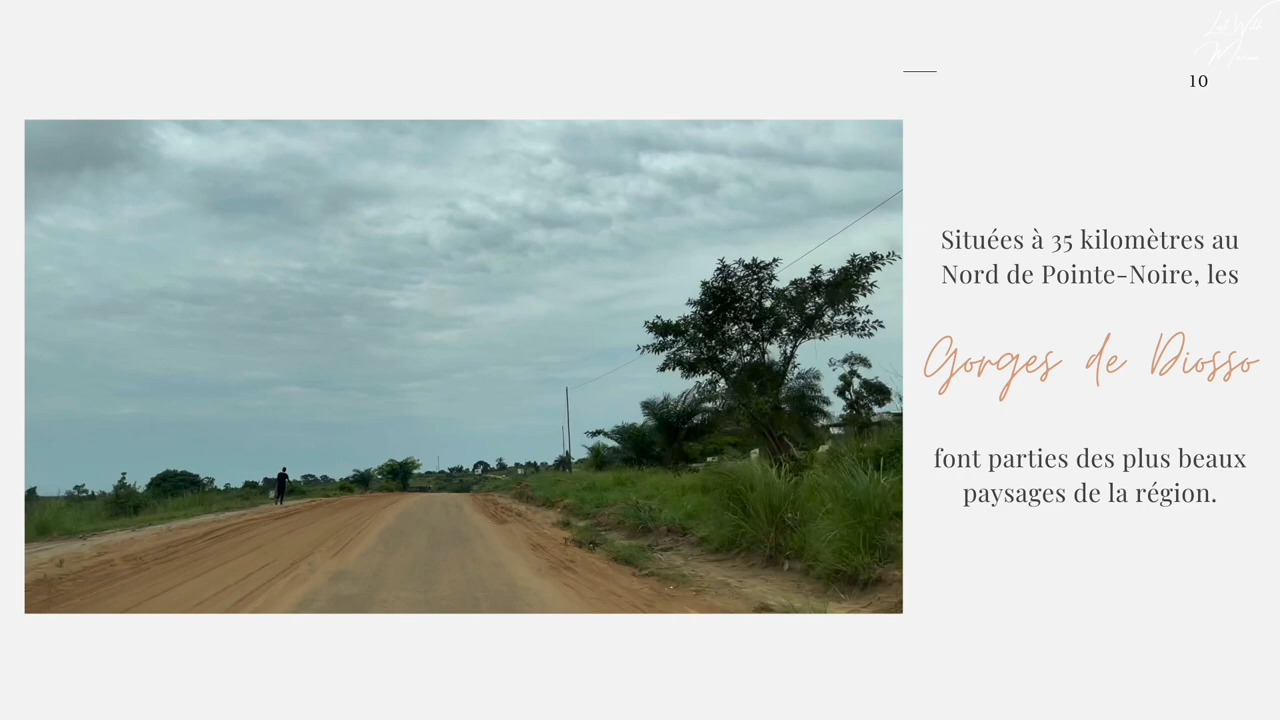 10
Situées à 35 kilomètres au
Nord de Pointe-Noire, les
Gorges de Diosso
font parties des plus beaux
paysages de la région.